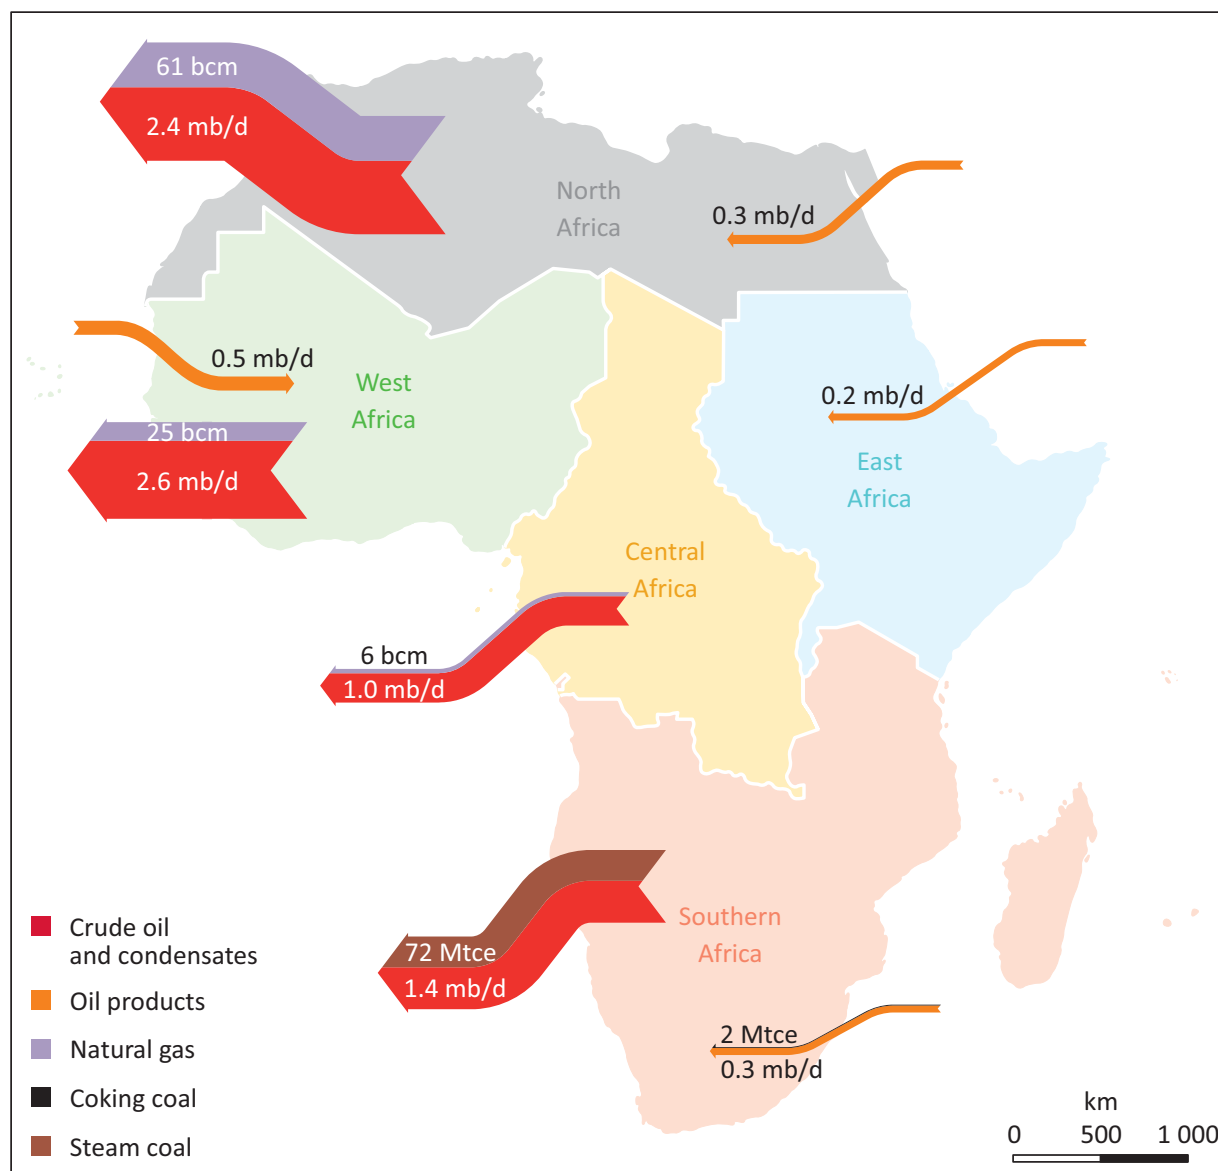 61 bcm
2.4 mb/d
North
Africa
0.3 mb/d
0.5 mb/d
West
Africa
25 bcm
2.6 mb/d
0.2 mb/d
East
Africa
Central
Africa
6 bcm
1.0 mb/d
72 Mtce
1.4 mb/d
Southern
Africa
2 Mtce
0.3 mb/d
Crude oil
and condensates
Oil products
Natural gas
Coking coal
Steam coal
km
0 500 1 000